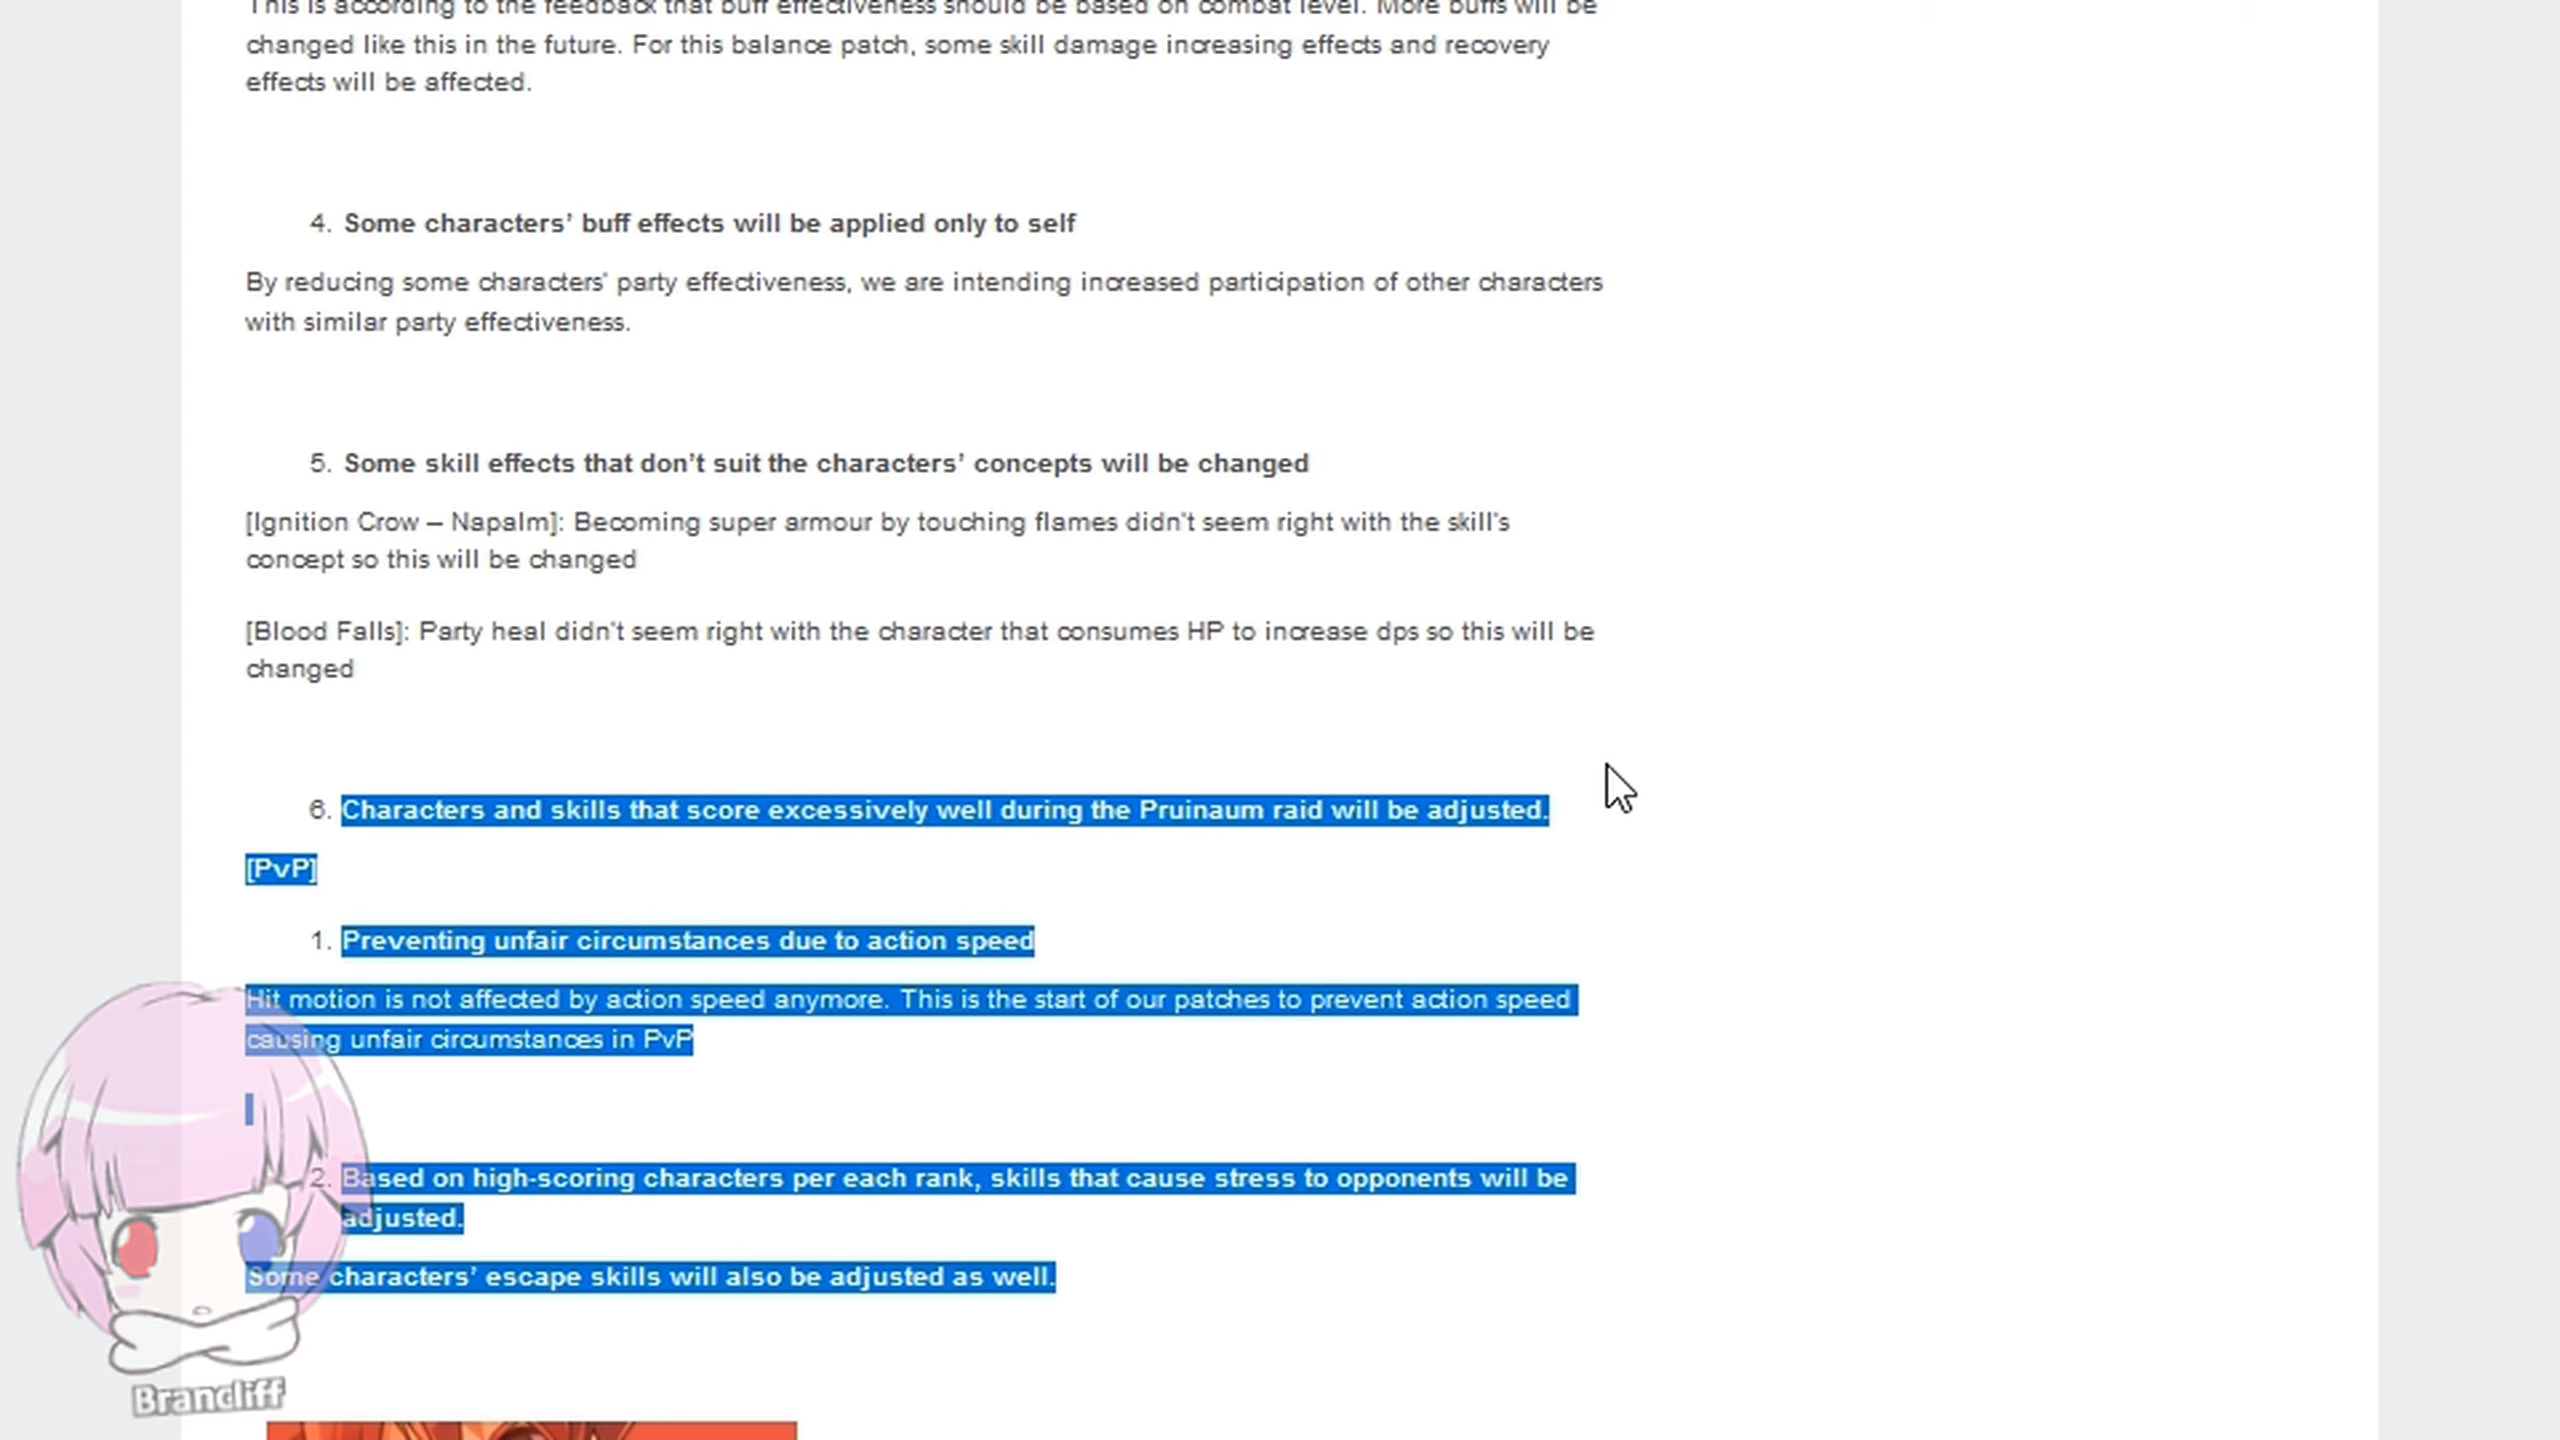 This is according to the feedback that buff effectiveness should be based on combat level. More buffs will be
changed like this in the future. For this balance patch, some skill damage increasing effects and recovery
effects will be affected.
4. Some characters’ buff effects will be applied only to self
By reducing some characters’ party effectiveness, we are intending increased participation of other characters
with similar party effectiveness.
5. Some skill effects that don’t suit the characters’ concepts will be changed
[Ignition Crow – Napalm]: Becoming super armour by touching flames didn’t seem right with the skill’s
concept so this will be changed
[Blood Falls]: Party heal didn’t seem right with the character that consumes HP to increase dps so this will be
changed
6. Characters and skills that score excessively well during the Pruinaum raid will be adjusted.
[PvP]
1. Preventing unfair circumstances due to action speed
Hit motion is not affected by action speed anymore. This is the start of our patches to prevent action speed
causing unfair circumstances in PvP
2. Based on high-scoring characters per each rank, skills that cause stress to opponents will be
adjusted.
Some characters’ escape skills will also be adjusted as well.
Brancliff